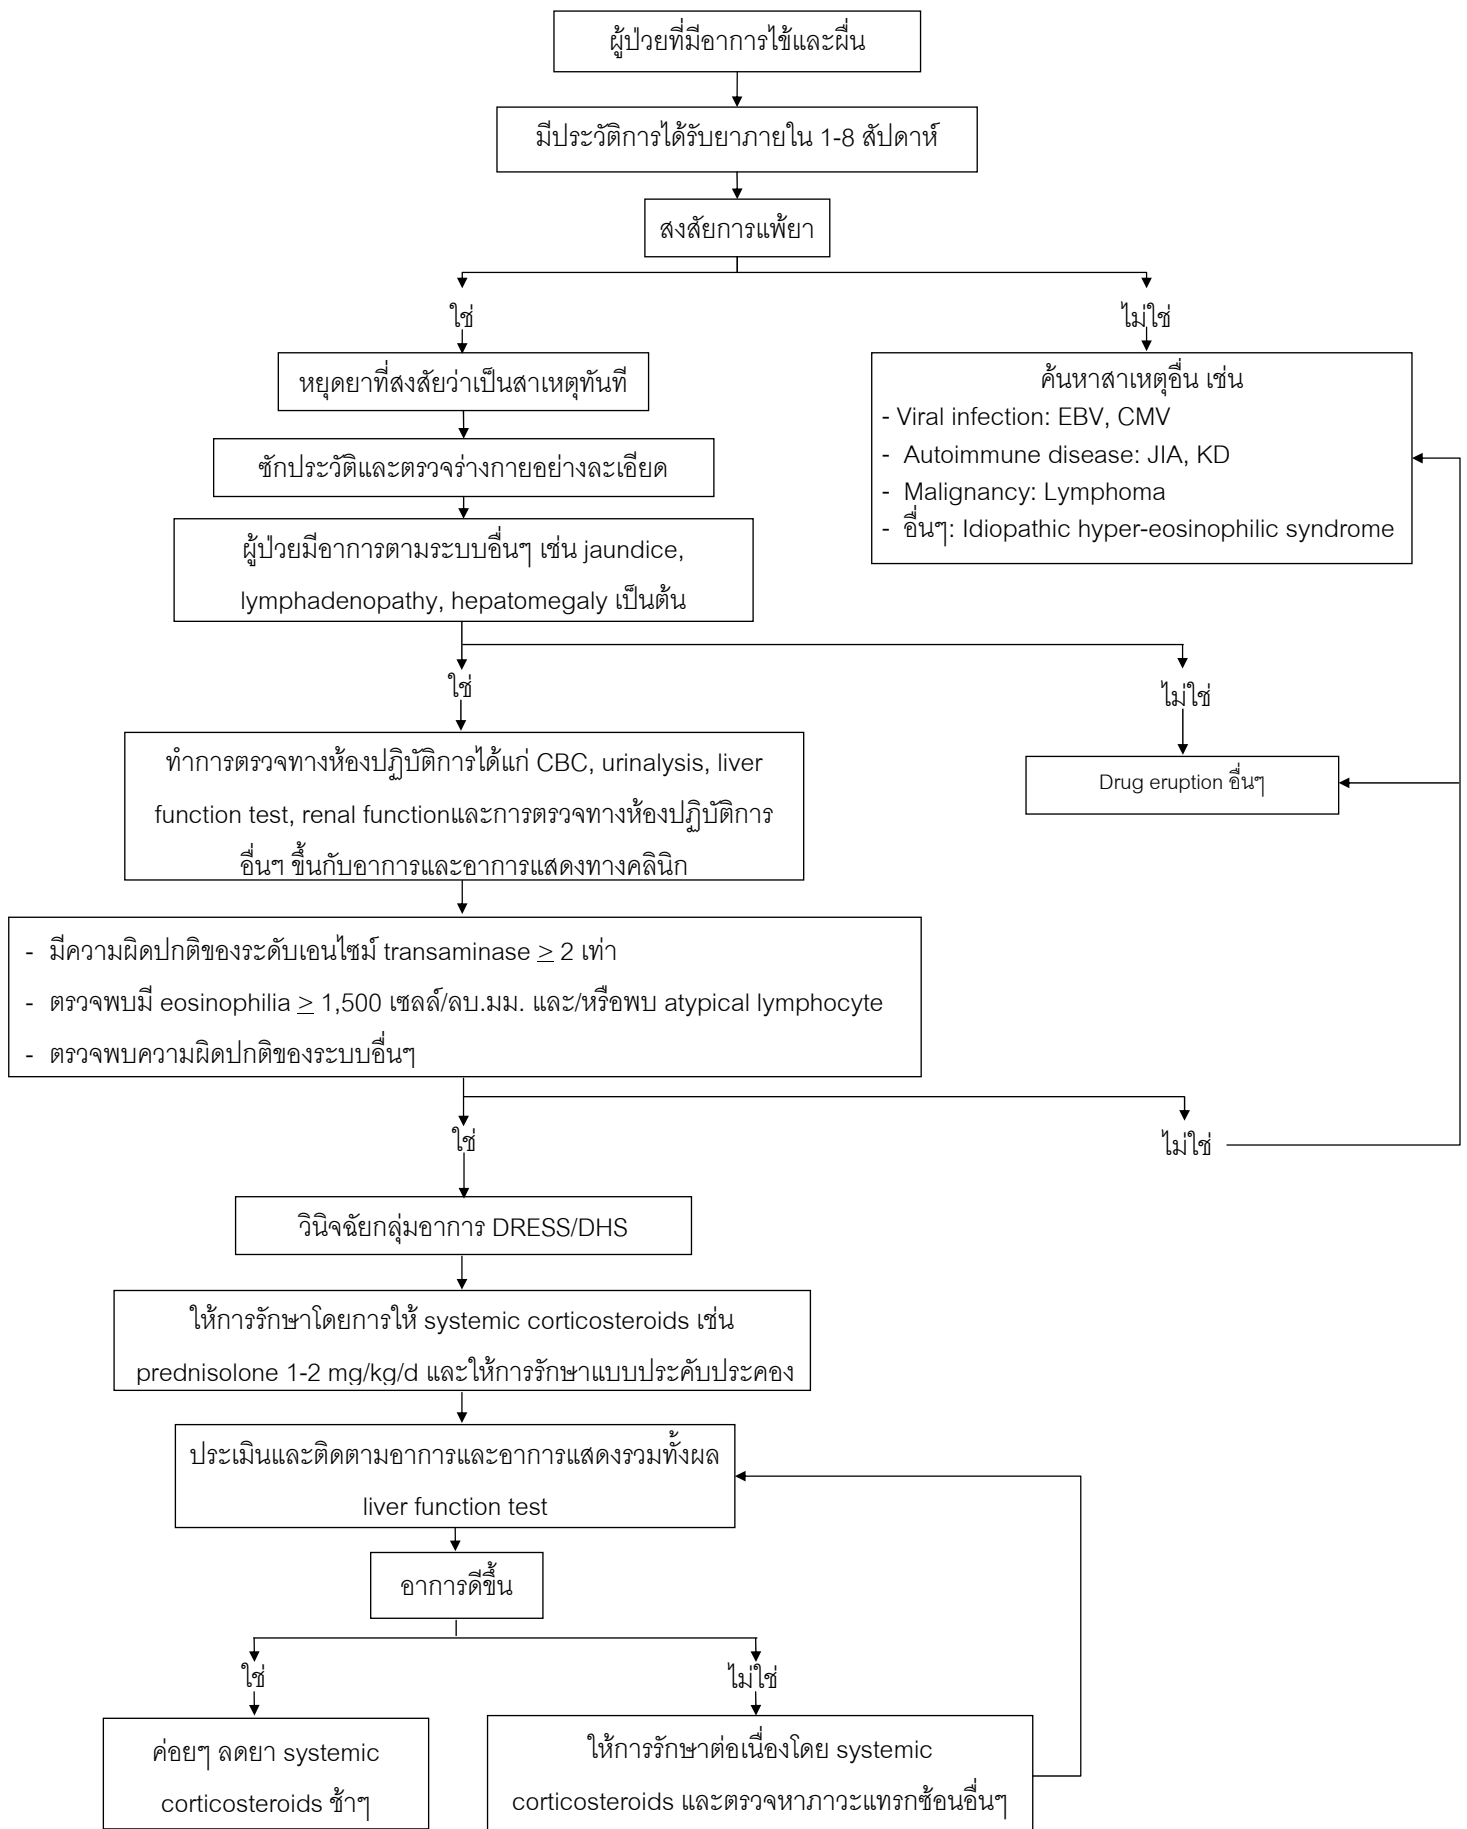 ผู้ป่วยที่มีอาการไข้และผื่น
มีประวัติการได้รับยาภายใน 1-8 สัปดาห์
สงสัยการแพ้ยา
ใช่
ไม่ใช่
หยุดยาที่สงสัยว่าเป็นสาเหตุทันที
ค้นหาสาเหตุอื่น เช่น
- Viral infection: EBV, CMV
- Autoimmune disease: JIA, KD
- Malignancy: Lymphoma
- อื่นๆ: Idiopathic hyper-eosinophilic syndrome
ซักประวัติและตรวจร่างกายอย่างละเอียด
ผู้ป่วยมีอาการตามระบบอื่นๆ เช่น jaundice,
lymphadenopathy, hepatomegaly เป็นต้น
ใช่
ไม่ใช่
ทำการตรวจทางห้องปฏิบัติการได้แก่ CBC, urinalysis, liver
function test, renal functionและการตรวจทางห้องปฏิบัติการ
อื่นๆ ขึ้นกับอาการและอาการแสดงทางคลินิก
Drug eruption อื่นๆ
- มีความผิดปกติของระดับเอนไซม์ transaminase ≥ 2 เท่า
- ตรวจพบมี eosinophilia ≥ 1,500 เซลล์/ลบ.มม. และ/หรือพบ atypical lymphocyte
- ตรวจพบความผิดปกติของระบบอื่นๆ
ใช่
ไม่ใช่
วินิจฉัยกลุ่มอาการ DRESS/DHS
ให้การรักษาโดยการให้ systemic corticosteroids เช่น
prednisolone 1-2 mg/kg/d และให้การรักษาแบบประคับประคอง
ประเมินและติดตามอาการและอาการแสดงรวมทั้งผล
liver function test
อาการดีขึ้น
ใช่
ไม่ใช่
ค่อยๆ ลดยา systemic
corticosteroids ช้าๆ
ให้การรักษาต่อเนื่องโดย systemic
corticosteroids และตรวจหาภาวะแทรกซ้อนอื่นๆ